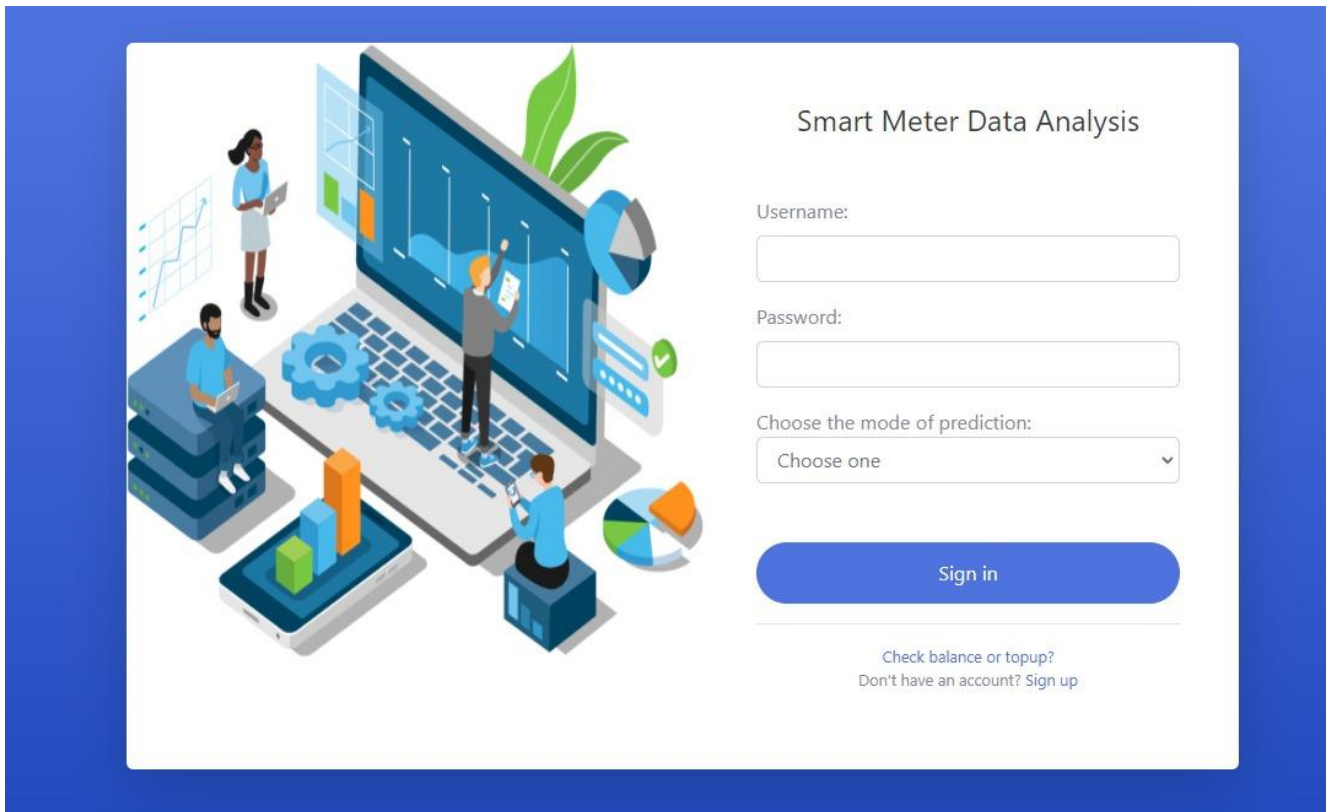 Smart Meter Data Analysis
Username:
Password:
Choose the mode of prediction:
Choose one
Sign in
Check balance or topup?
Don't have an account? Sign up